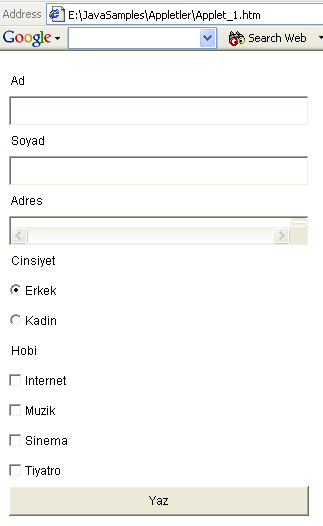 Address E:\JavaSamples\Appletler\Applet_1.htm
Google Search Web
Ad
Soyad
Adres
Cinsiyet
Erkek
Kadin
Hobi
Internet
Muzik
Sinema
Tiyatro
Yaz